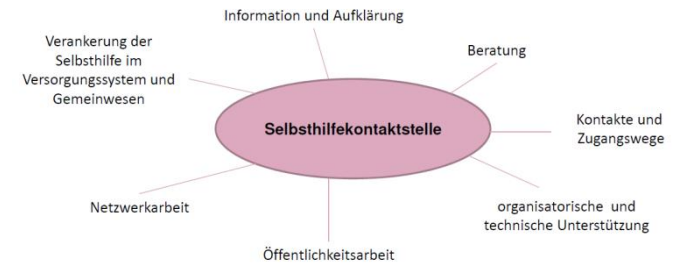 Information und Aufklärung
Verankerung der
Selbsthilfe im
Versorgungssystem und
Gemeinwesen
Beratung
Selbsthilfekontaktstelle
Kontakte und
Zugangswege
Netzwerkarbeit
organisatorische und
technische Unterstützung
Öffentlichkeitsarbeit